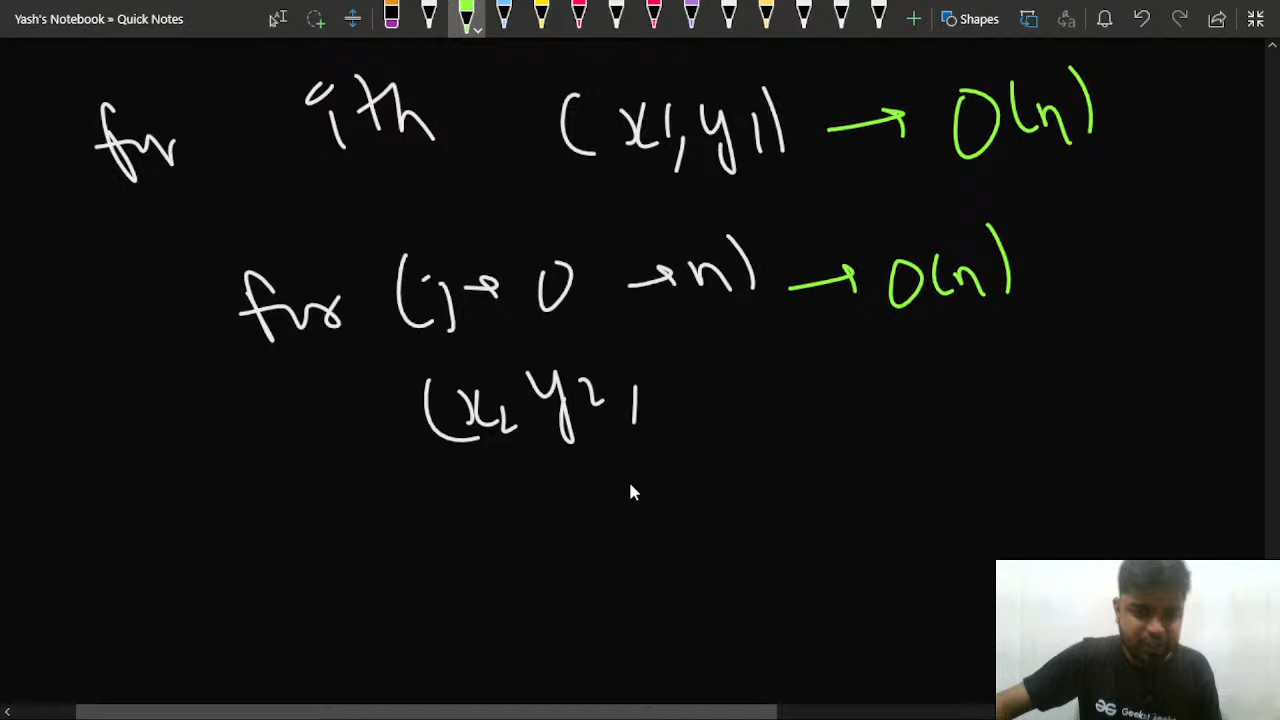 Yash's Notebook » Quick Notes
Shapes
for ith (x1, y1) → O(n)
for (j → 0 → n) → O(n)
(x2 y2 )